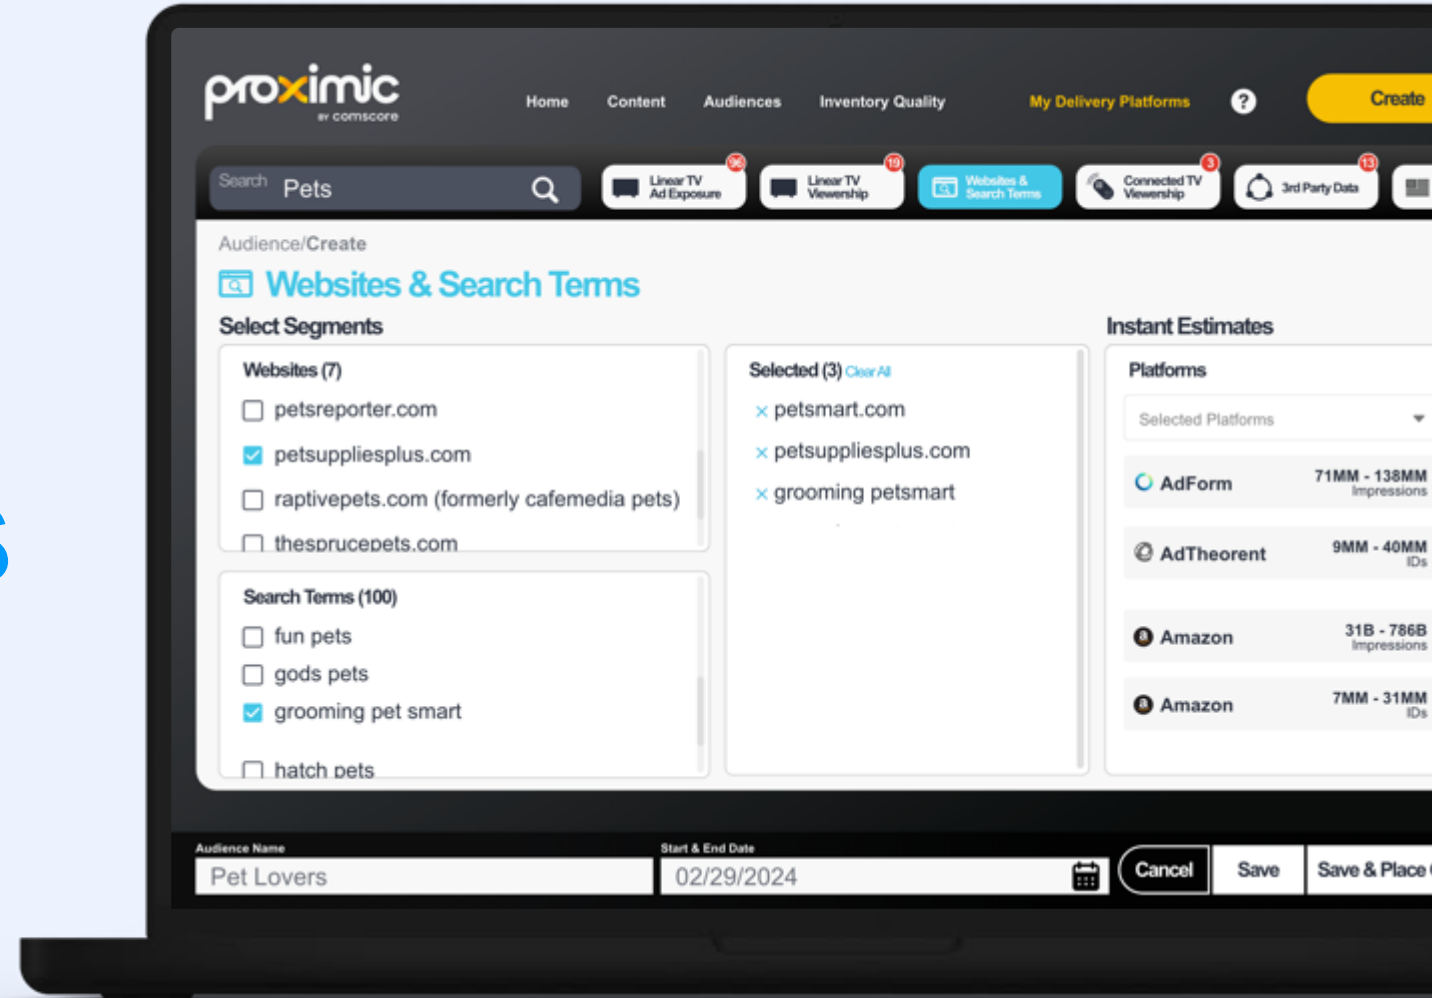 proximic
BY comscore
Home Content Audiences Inventory Quality My Delivery Platforms ? Create
Search Pets
Linear TV Ad Exposure 96
Linear TV Viewership 19
Websites & Search Terms
Connected TV Viewership 3
3rd Party Data 13
Audience/Create
Websites & Search Terms
Select Segments
Websites (7)
petsreporter.com
petsuppliesplus.com
raptivepets.com (formerly cafemedia pets)
thesprucepets.com
Search Terms (100)
fun pets
gods pets
grooming pet smart
hatch pets
Selected (3) Clear All
× petsmart.com
× petsuppliesplus.com
× grooming petsmart
Instant Estimates
Platforms
Selected Platforms
AdForm 71MM - 138MM
Impressions
AdTheorent 9MM - 40MM
IDs
Amazon 31B - 786B
Impressions
Amazon 7MM - 31MM
IDs
Audience Name
Pet Lovers
Start & End Date
02/29/2024
Cancel Save Save & Place
S